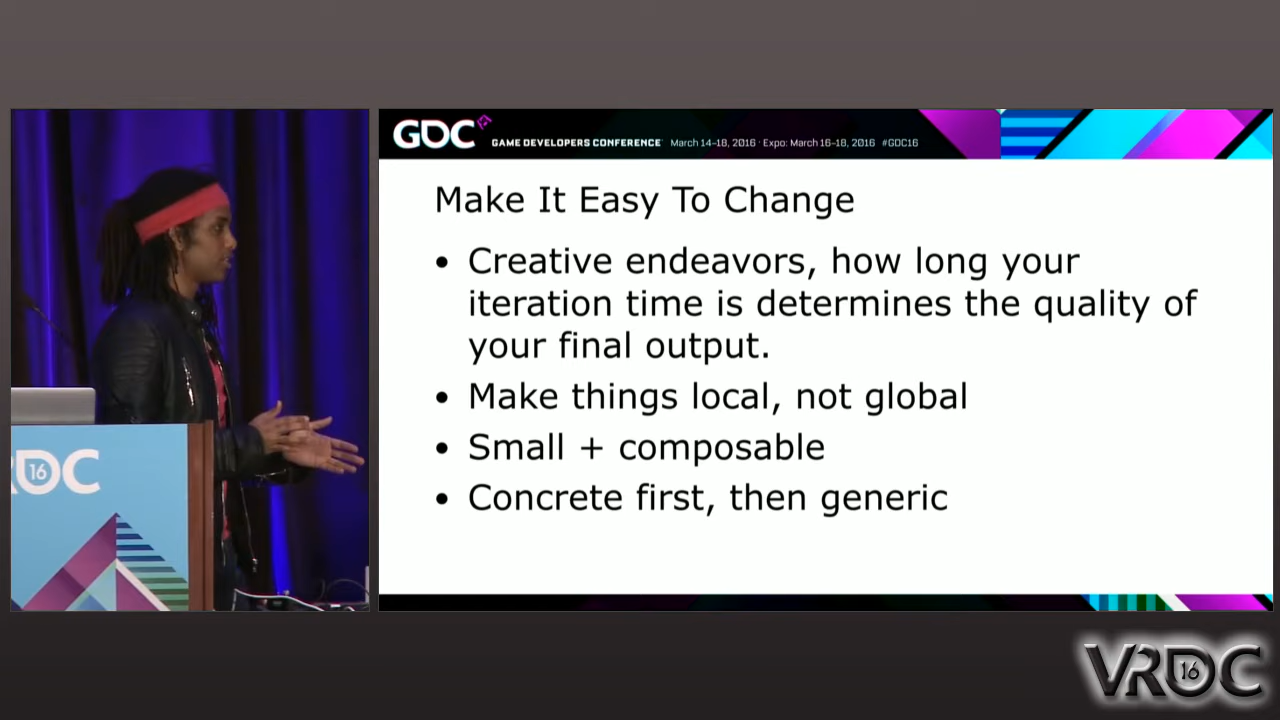 GDC
GAME DEVELOPERS CONFERENCE March 14–18, 2016 · Expo: March 16–18, 2016 #GDC16
Make It Easy To Change
• Creative endeavors, how long your
iteration time is determines the quality of
your final output.
• Make things local, not global
• Small + composable
• Concrete first, then generic
RDC
16
VRDC
16